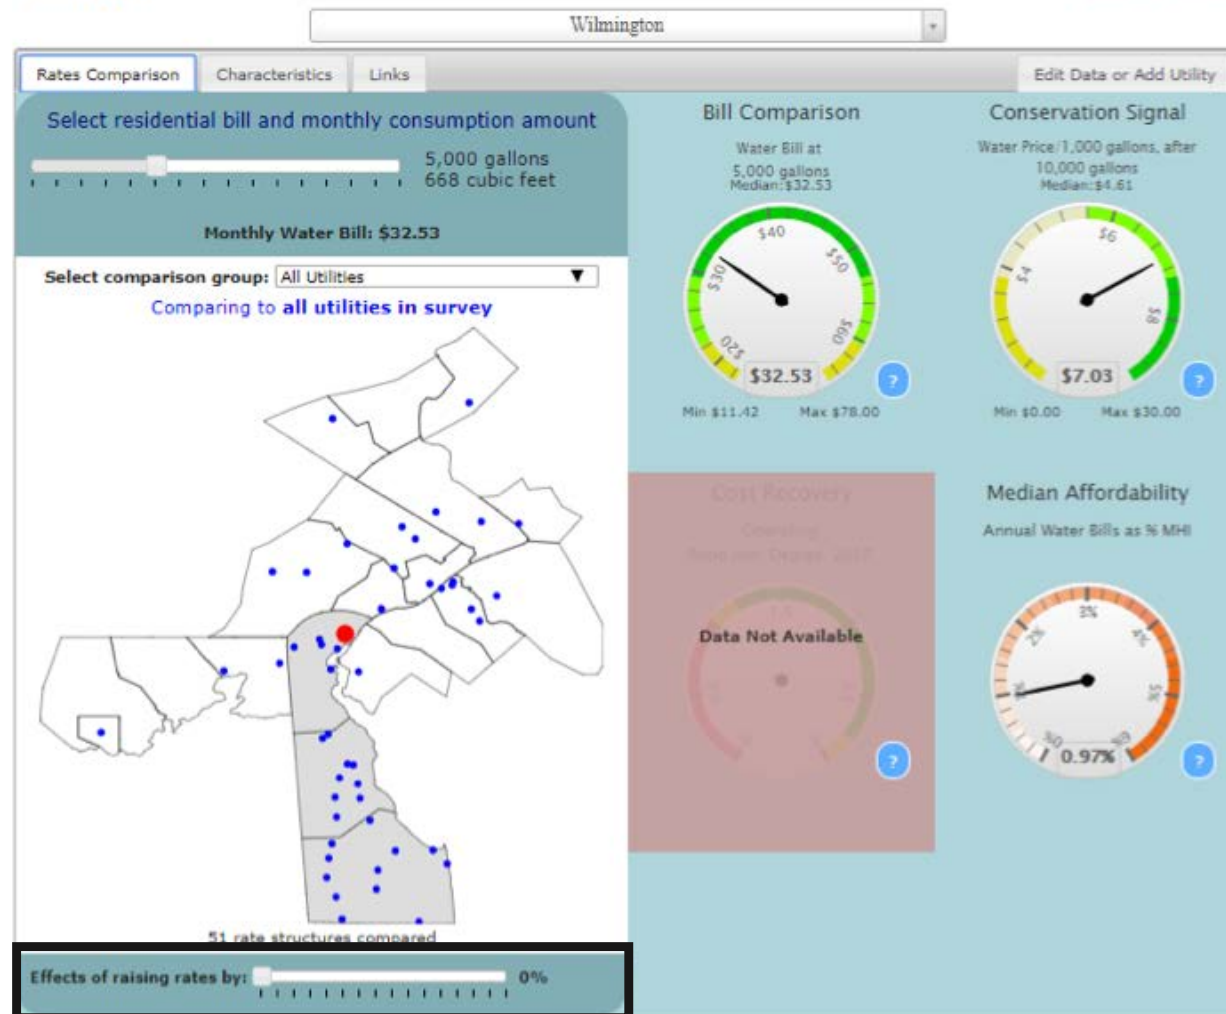 Wilmington
Rates Comparison
Characteristics
Links
Edit Data or Add Utility
Select residential bill and monthly consumption amount
5,000 gallons
668 cubic feet
Monthly Water Bill: $32.53
Select comparison group: All Utilities
Comparing to all utilities in survey
51 rate structures compared
Effects of raising rates by: 0%
Bill Comparison
Water Bill at
5,000 gallons
Median: $32.53
$20
$30
$40
$50
$60
$32.53
?
Min $11.42 Max $78.00
Conservation Signal
Water Price/1,000 gallons, after
10,000 gallons
Median: $4.61
$4
$6
$8
$7.03
?
Min $0.00 Max $30.00
Cost Recovery
Data Not Available
?
Median Affordability
Annual Water Bills as % MHI
0%
2%
3%
4%
5%
6%
0.97%
?